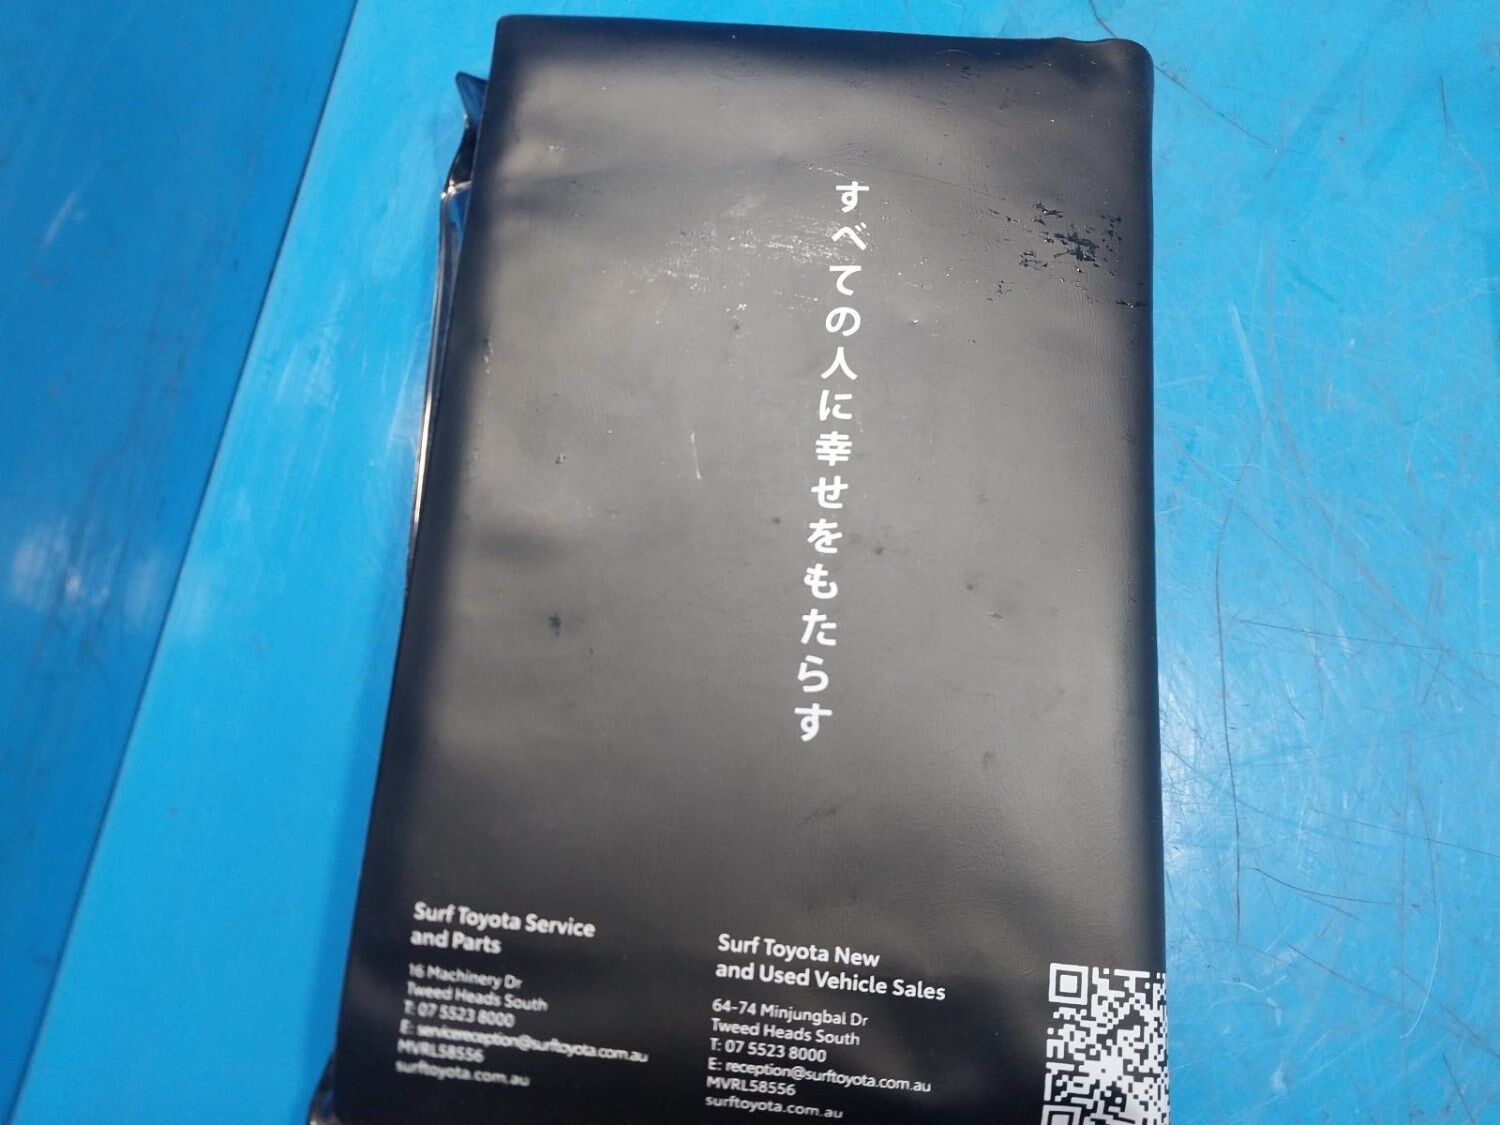 すべての人に幸せをもたらす
Surf Toyota Service
and Parts
16 Machinery Dr
Tweed Heads South
T: 07 5523 8000
E: servicereception@surftoyota.com.au
MVRL58556
surftoyota.com.au
Surf Toyota New
and Used Vehicle Sales
64-74 Minjungbal Dr
Tweed Heads South
T: 07 5523 8000
E: reception@surftoyota.com.au
MVRL58556
surftoyota.com.au